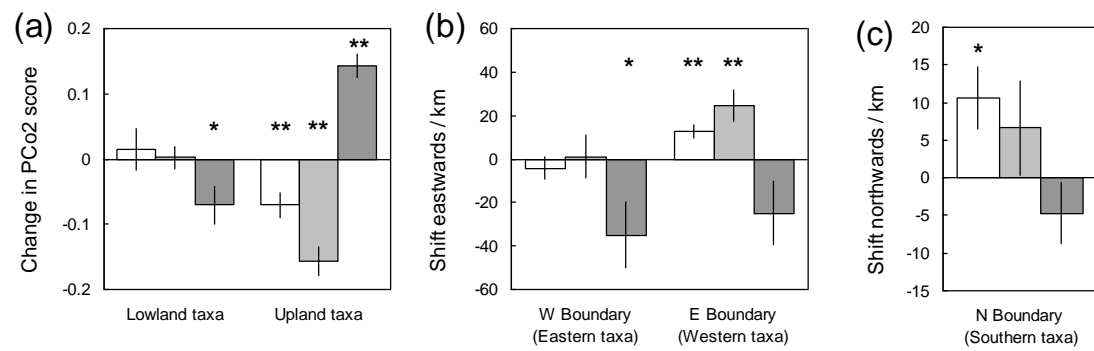 (a)
Change in PCo2 score
0.2
0.1
0
-0.1
-0.2
*
**
**
**
Lowland taxa
Upland taxa
(b)
Shift eastwards / km
60
40
20
0
-20
-40
-60
*
**
**
W Boundary
(Eastern taxa)
E Boundary
(Western taxa)
(c)
Shift northwards / km
20
15
10
5
0
-5
-10
-15
*
N Boundary
(Southern taxa)